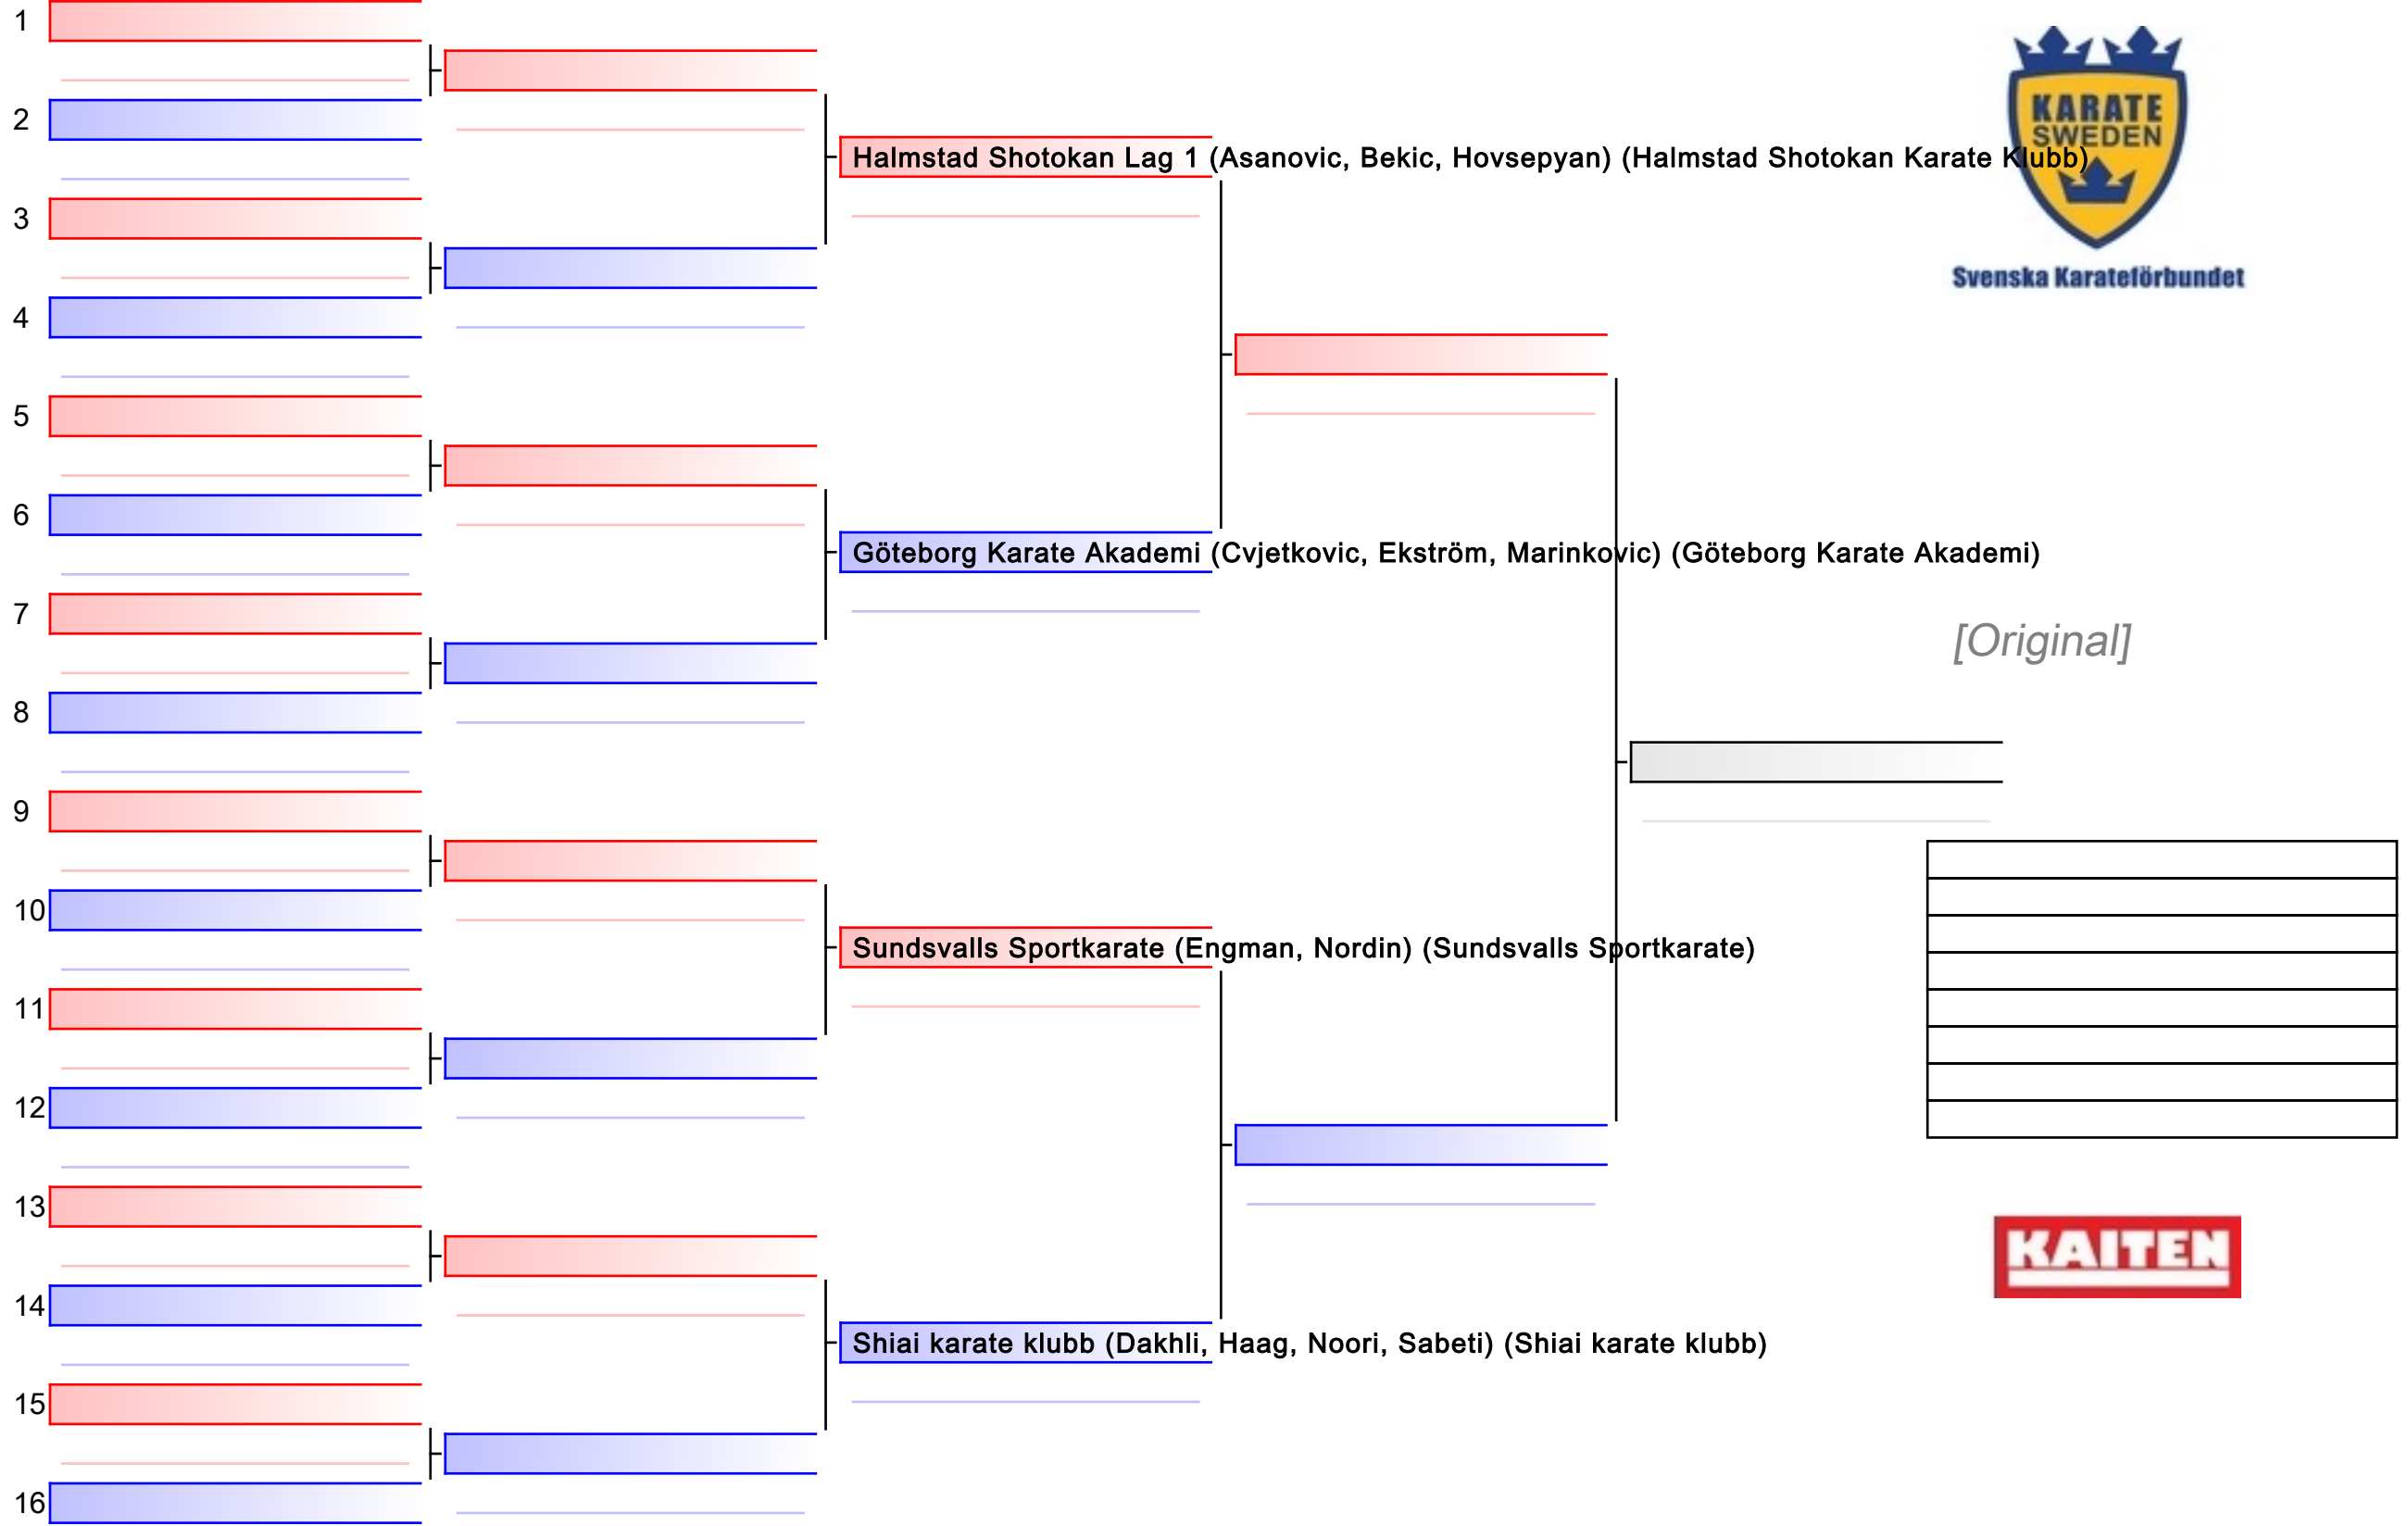 1
2
KARATE
SWEDEN
Halmstad Shotokan Lag 1 (Asanovic, Bekic, Hovsepyan) (Halmstad Shotokan Karate Klubb)
3
Svenska Karateförbundet
4
5
6
Göteborg Karate Akademi (Cvjetkovic, Ekström, Marinkovic) (Göteborg Karate Akademi)
7
[Original]
8
9
10
Sundsvalls Sportkarate (Engman, Nordin) (Sundsvalls Sportkarate)
11
12
13
KAITEN
14
Shiai karate klubb (Dakhli, Haag, Noori, Sabeti) (Shiai karate klubb)
15
16